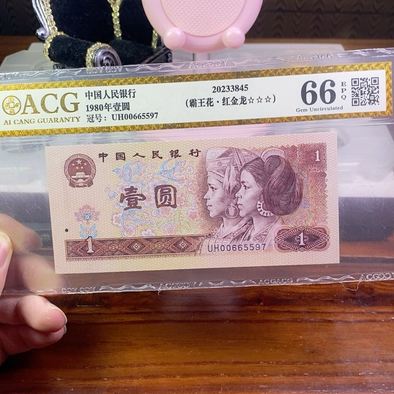 ACG
AI CANG GUARANTY
中国人民银行
1980年壹圆
冠号: UH00665597
20233845
(霸王花·红金龙☆☆☆)
66 EPQ
Gem Uncirculated
中国人民银行
1
壹圆
1
UH00665597
1